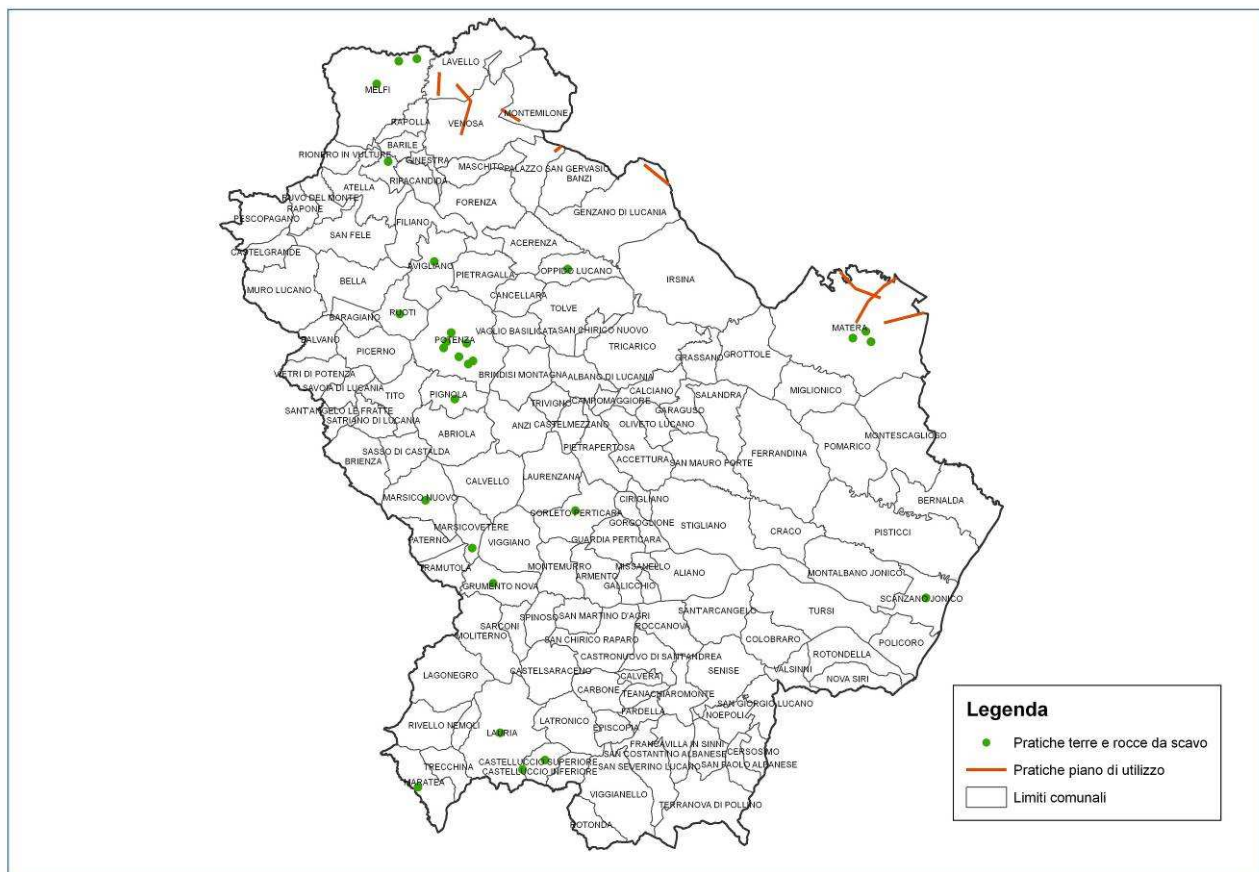 LAVELLO
MELFI
MONTEMILONE
RAPOLLA
VENOSA
BARILE
RIONERO IN VULTURE
GINESTRA
MASCHITO
PALAZZO SAN GERVASIO
BANZI
ATELLA
RIPACANDIDA
RUVO DEL MONTE
RAPONE
FORENZA
PESCOPAGANO
GENZANO DI LUCANIA
FILIANO
SAN FELE
ACERENZA
CASTELGRANDE
AVIGLIANO
OPPIDO LUCANO
PIETRAGALLA
BELLA
IRSINA
MURO LUCANO
CANCELLARA
TOLVE
RUOTI
BARAGIANO
VAGLIO BASILICATA
SAN CHIRICO NUOVO
MATERA
POTENZA
BALVANO
TRICARICO
PICERNO
GRASSANO
GROTTOLE
VIETRI DI POTENZA
BRINDISI MONTAGNA
ALBANO DI LUCANIA
SAVOIA DI LUCANIA
TITO
PIGNOLA
CALCIANO
MIGLIONICO
TRIVIGNO
CAMPOMAGGIORE
SALANDRA
SANT'ANGELO LE FRATTE
GARAGUSO
SATRIANO DI LUCANIA
ANZI
CASTELMEZZANO
OLIVETO LUCANO
ABRIOLA
MONTESCAGLIOSO
POMARICO
PIETRAPERTOSA
SASSO DI CASTALDA
FERRANDINA
BRIENZA
ACCETTURA
SAN MAURO FORTE
CALVELLO
LAURENZANA
MARSICO NUOVO
CIRIGLIANO
BERNALDA
CORLETO PERTICARA
GORGOGLIONE
MARSICOVETERE
STIGLIANO
CRACO
PISTICCI
PATERNO
VIGGIANO
GUARDIA PERTICARA
TRAMUTOLA
MONTEMURRO
MISSANELLO
ARMENTO
ALIANO
MONTALBANO JONICO
GRUMENTO NOVA
GALLICCHIO
SCANZANO JONICO
SPINOSO
SAN MARTINO D'AGRI
SANT'ARCANGELO
TURSI
SARCONI
ROCCANOVA
MOLITERNO
SAN CHIRICO RAPARO
COLOBRARO
POLICORO
CASTRONUOVO DI SANT'ANDREA
ROTONDELLA
LAGONEGRO
CASTELSARACENO
CALVERA
SENISE
VALSINNI
NOVA SIRI
CARBONE
TEANA
CHIAROMONTE
SAN GIORGIO LUCANO
FARDELLA
NOEPOLI
RIVELLO
NEMOLI
LATRONICO
EPISCOPIA
LAURIA
FRANCAVILLA IN SINNI
SAN COSTANTINO ALBANESE
CERSOSIMO
TRECCHINA
CASTELLUCCIO SUPERIORE
CASTELLUCCIO INFERIORE
SAN SEVERINO LUCANO
SAN PAOLO ALBANESE
MARATEA
VIGGIANELLO
TERRANOVA DI POLLINO
ROTONDA
Legenda
Pratiche terre e rocce da scavo
Pratiche piano di utilizzo
Limiti comunali